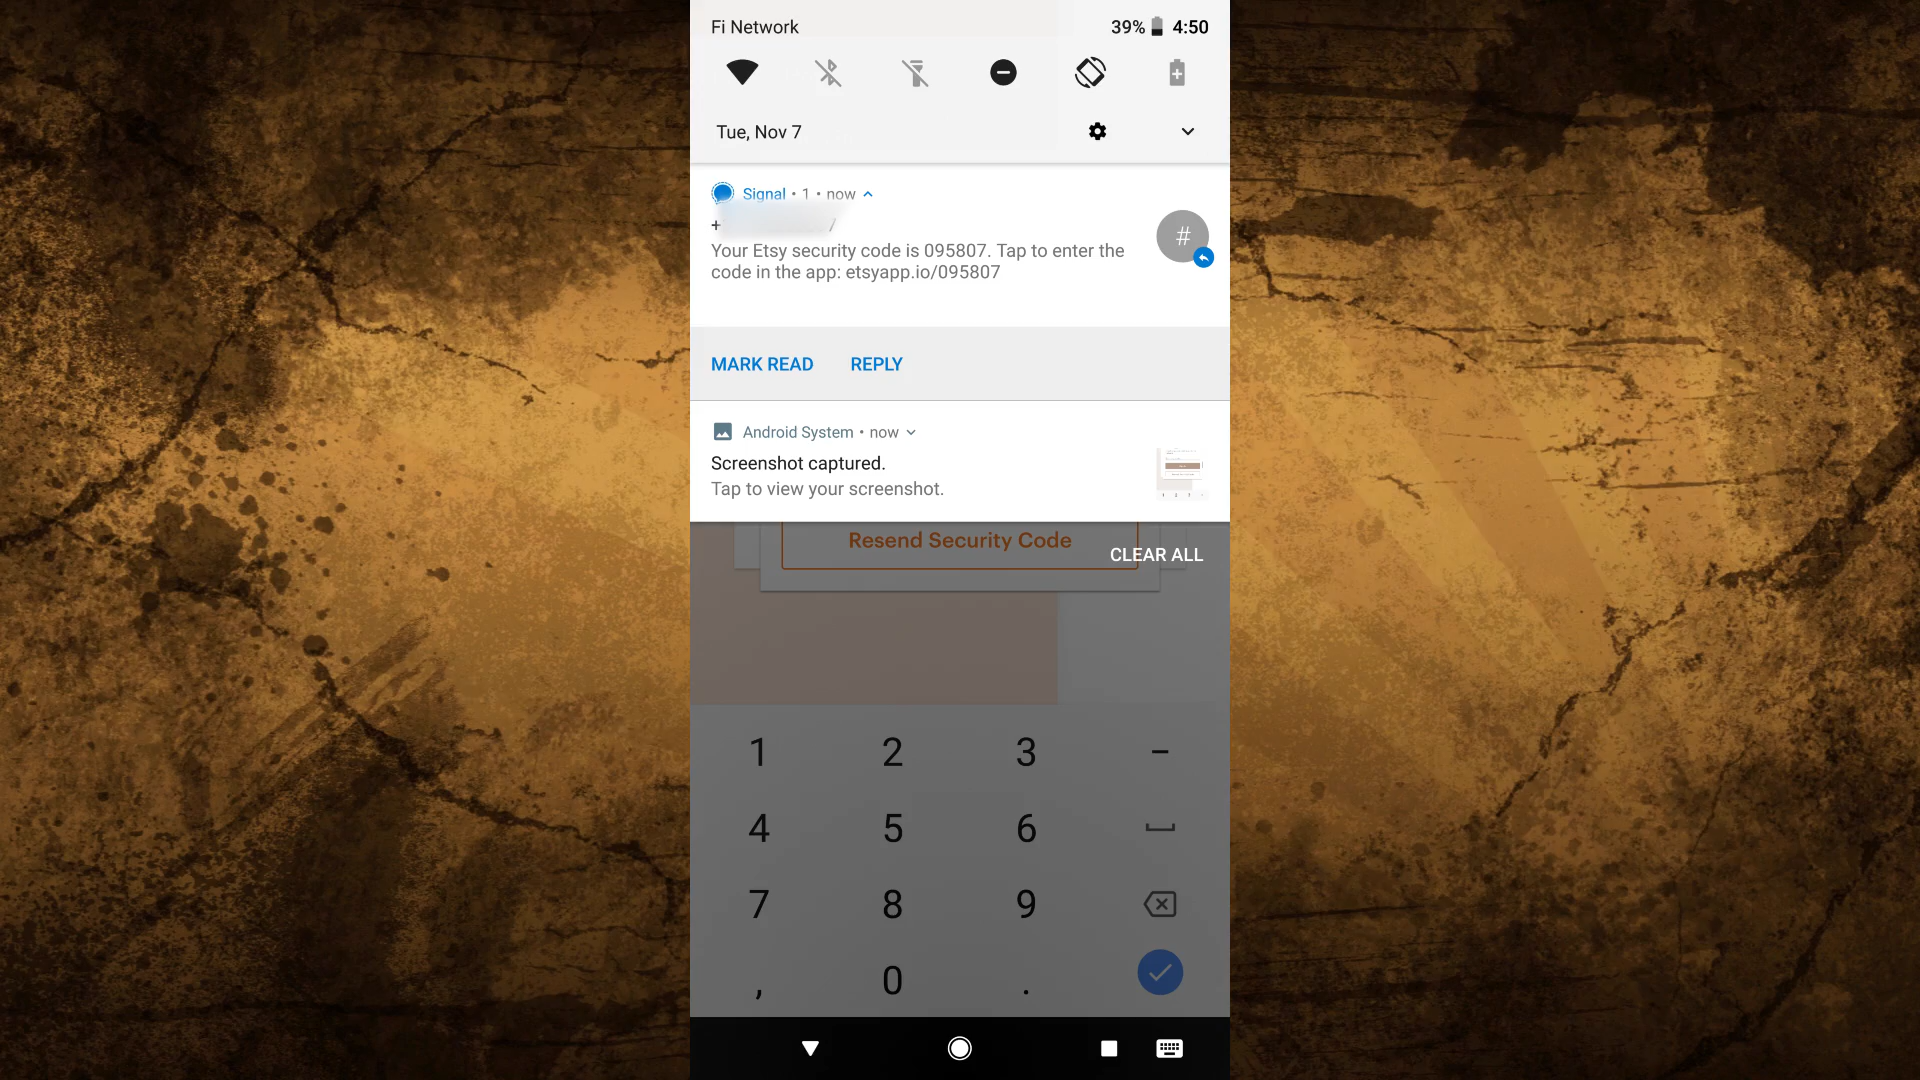 Fi Network 39% 4:50
Tue, Nov 7
Signal • 1 • now
+
Your Etsy security code is 095807. Tap to enter the
code in the app: etsyapp.io/095807
#
MARK READ REPLY
Android System • now
Screenshot captured.
Tap to view your screenshot.
Resend Security Code
CLEAR ALL
1 2 3 –
4 5 6
7 8 9
, 0 .